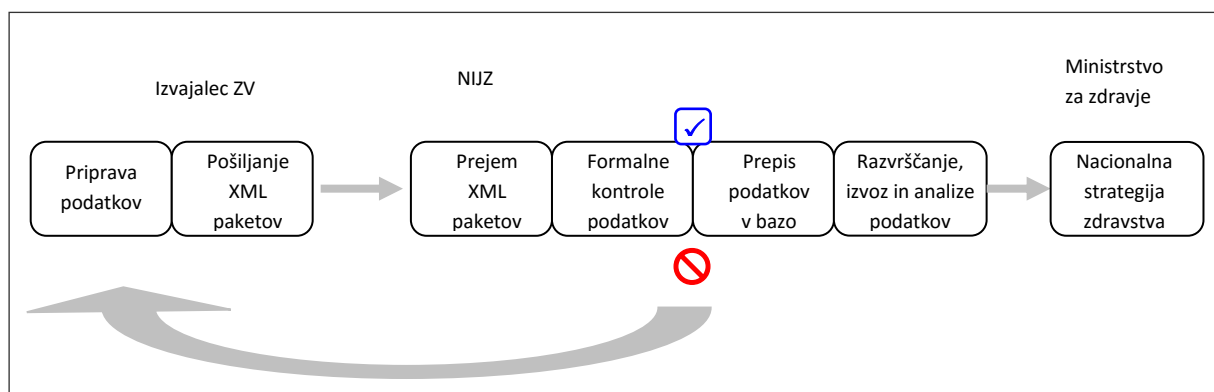 Izvajalec ZV
NIJZ
Ministrstvo
za zdravje
Priprava
podatkov
Pošiljanje
XML
paketov
Prejem
XML
paketov
Formalne
kontrole
podatkov
Prepis
podatkov
v bazo
Razvrščanje,
izvoz in analize
podatkov
Nacionalna
strategija
zdravstva